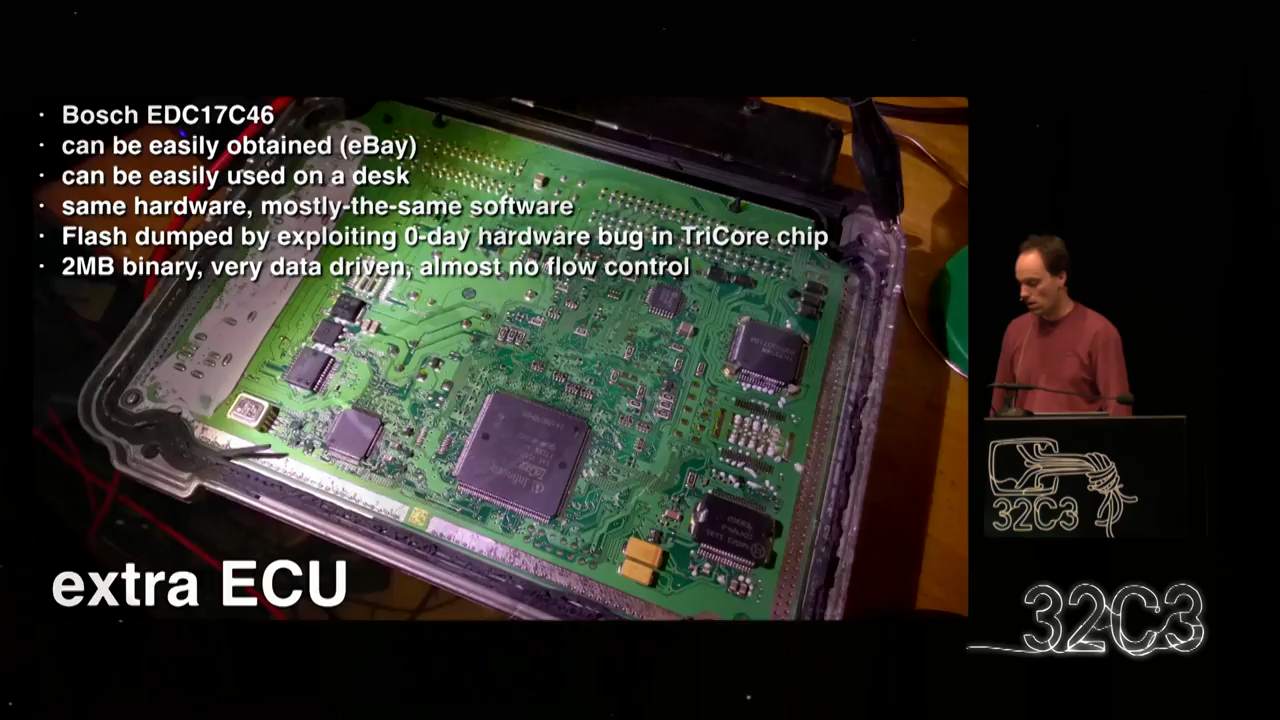 · Bosch EDC17C46
· can be easily obtained (eBay)
· can be easily used on a desk
· same hardware, mostly-the-same software
· Flash dumped by exploiting 0-day hardware bug in TriCore chip
· 2MB binary, very data driven, almost no flow control
extra ECU
32C3
32C3